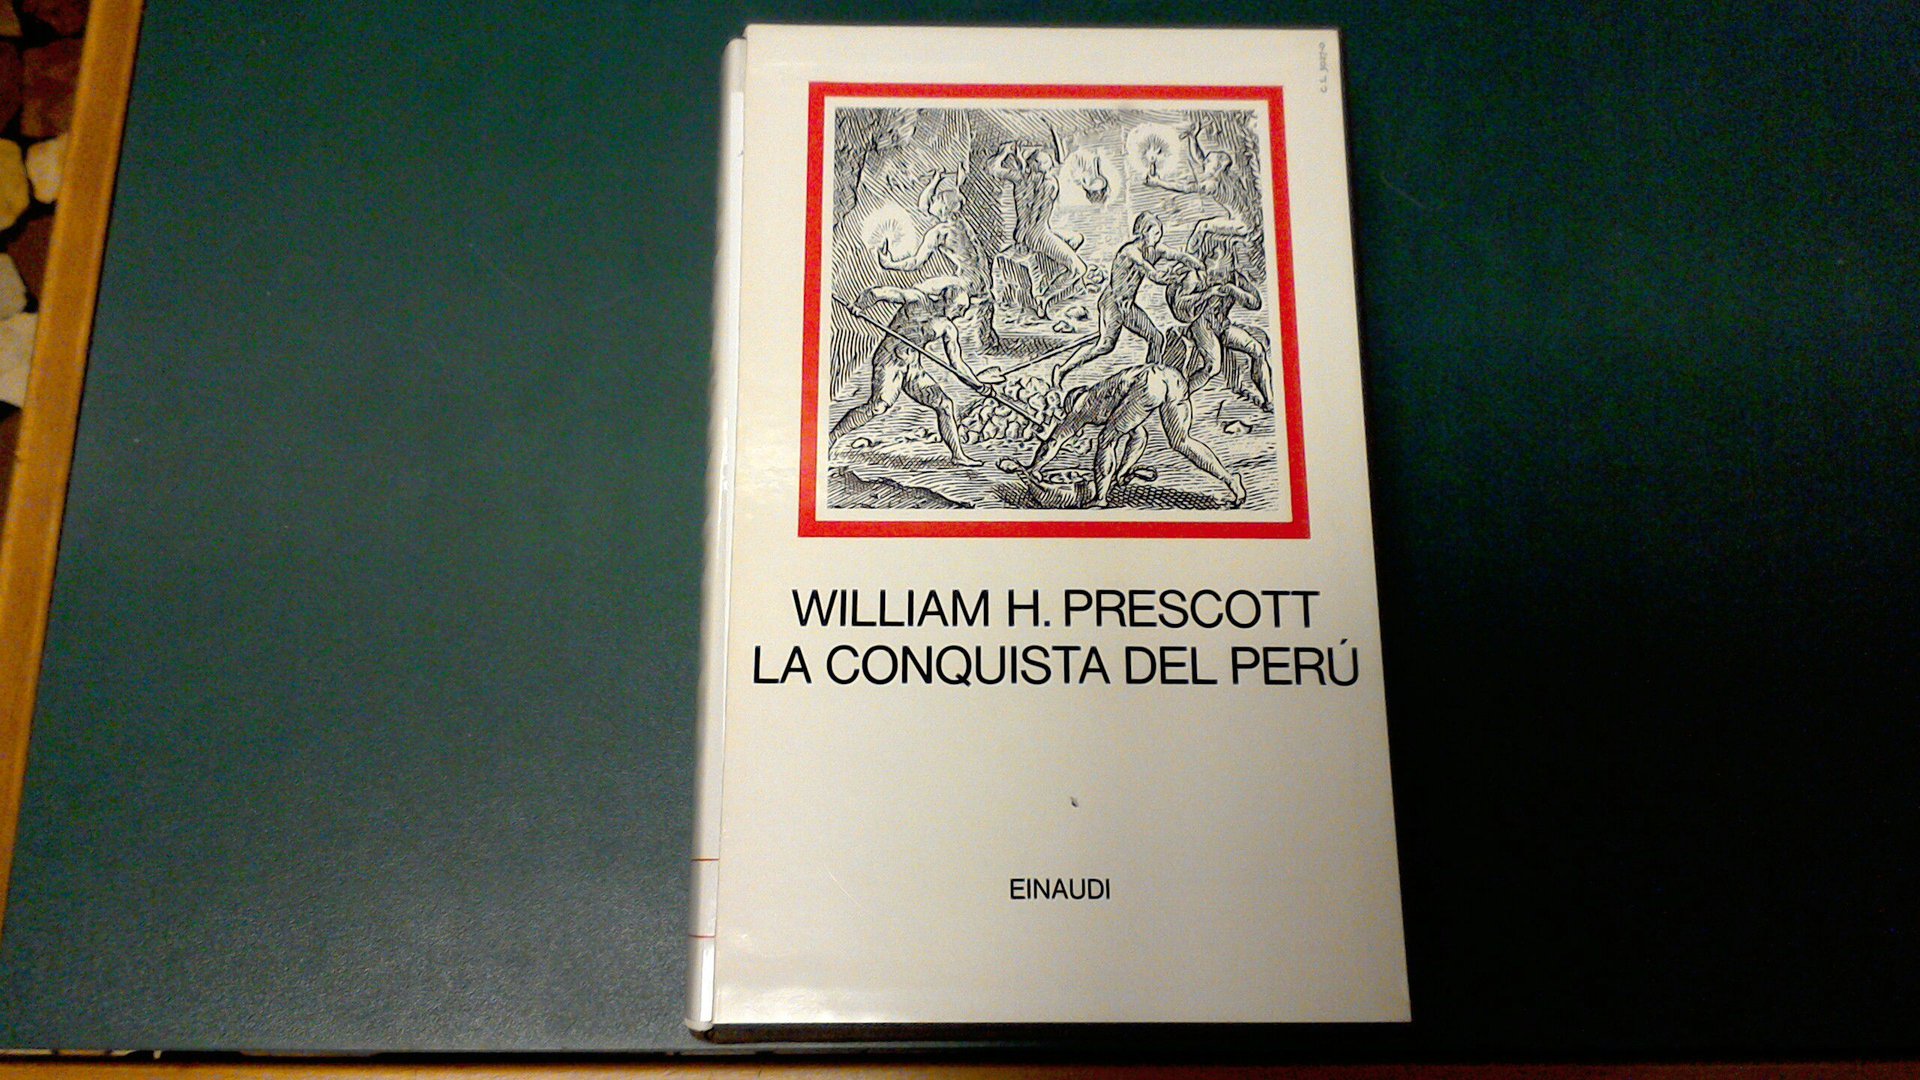 WILLIAM H. PRESCOTT
LA CONQUISTA DEL PERÚ
EINAUDI